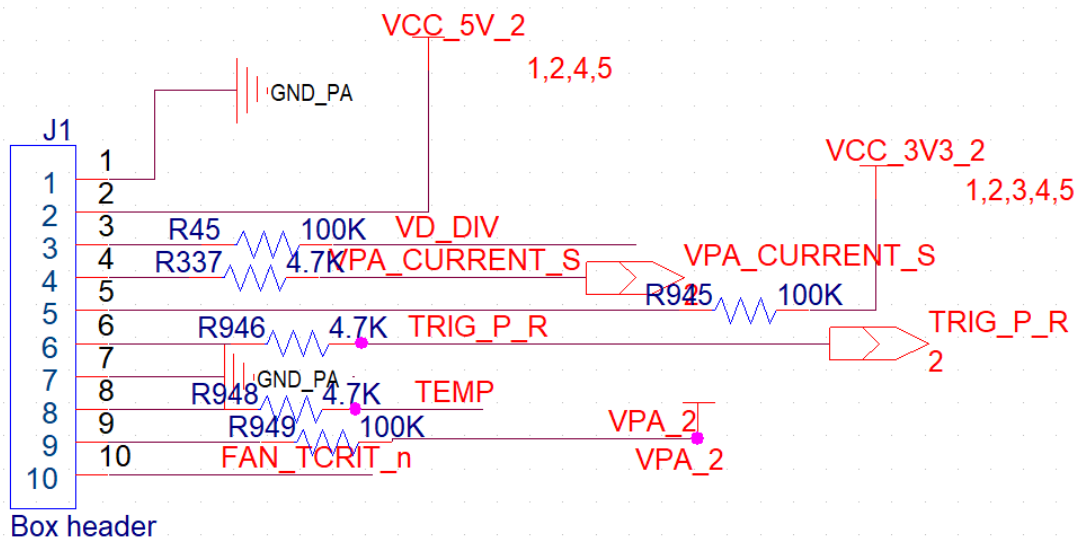 VCC_5V_2
1,2,4,5
GND_PA
J1
VCC_3V3_2
1,2,3,4,5
1 1
2 2
3 3 R45 100K VD_DIV
4 4 R337 4.7K VPA_CURRENT_S VPA_CURRENT_S
2
5 5 R945 100K
6 6 R946 4.7K TRIG_P_R TRIG_P_R
2
7 7 GND_PA
8 8 R948 4.7K TEMP
9 9 R949 100K VPA_2
VPA_2
10 10 FAN_TCRIT_n
Box header